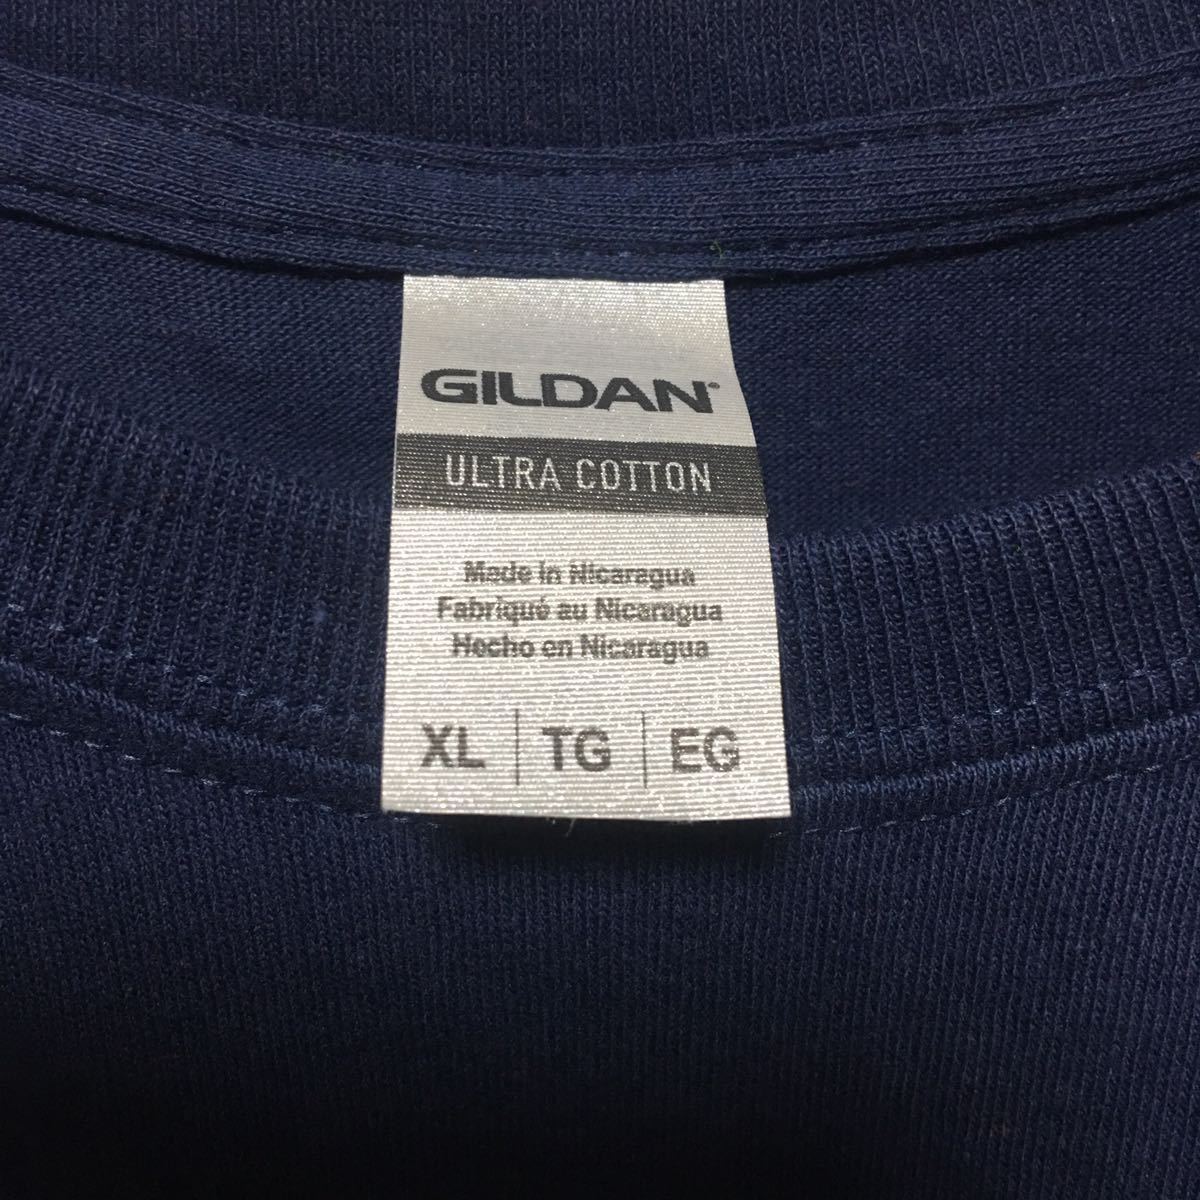 GILDAN®
ULTRA COTTON
Made in Nicaragua
Fabriqué au Nicaragua
Hecho en Nicaragua
XL | TG | EG